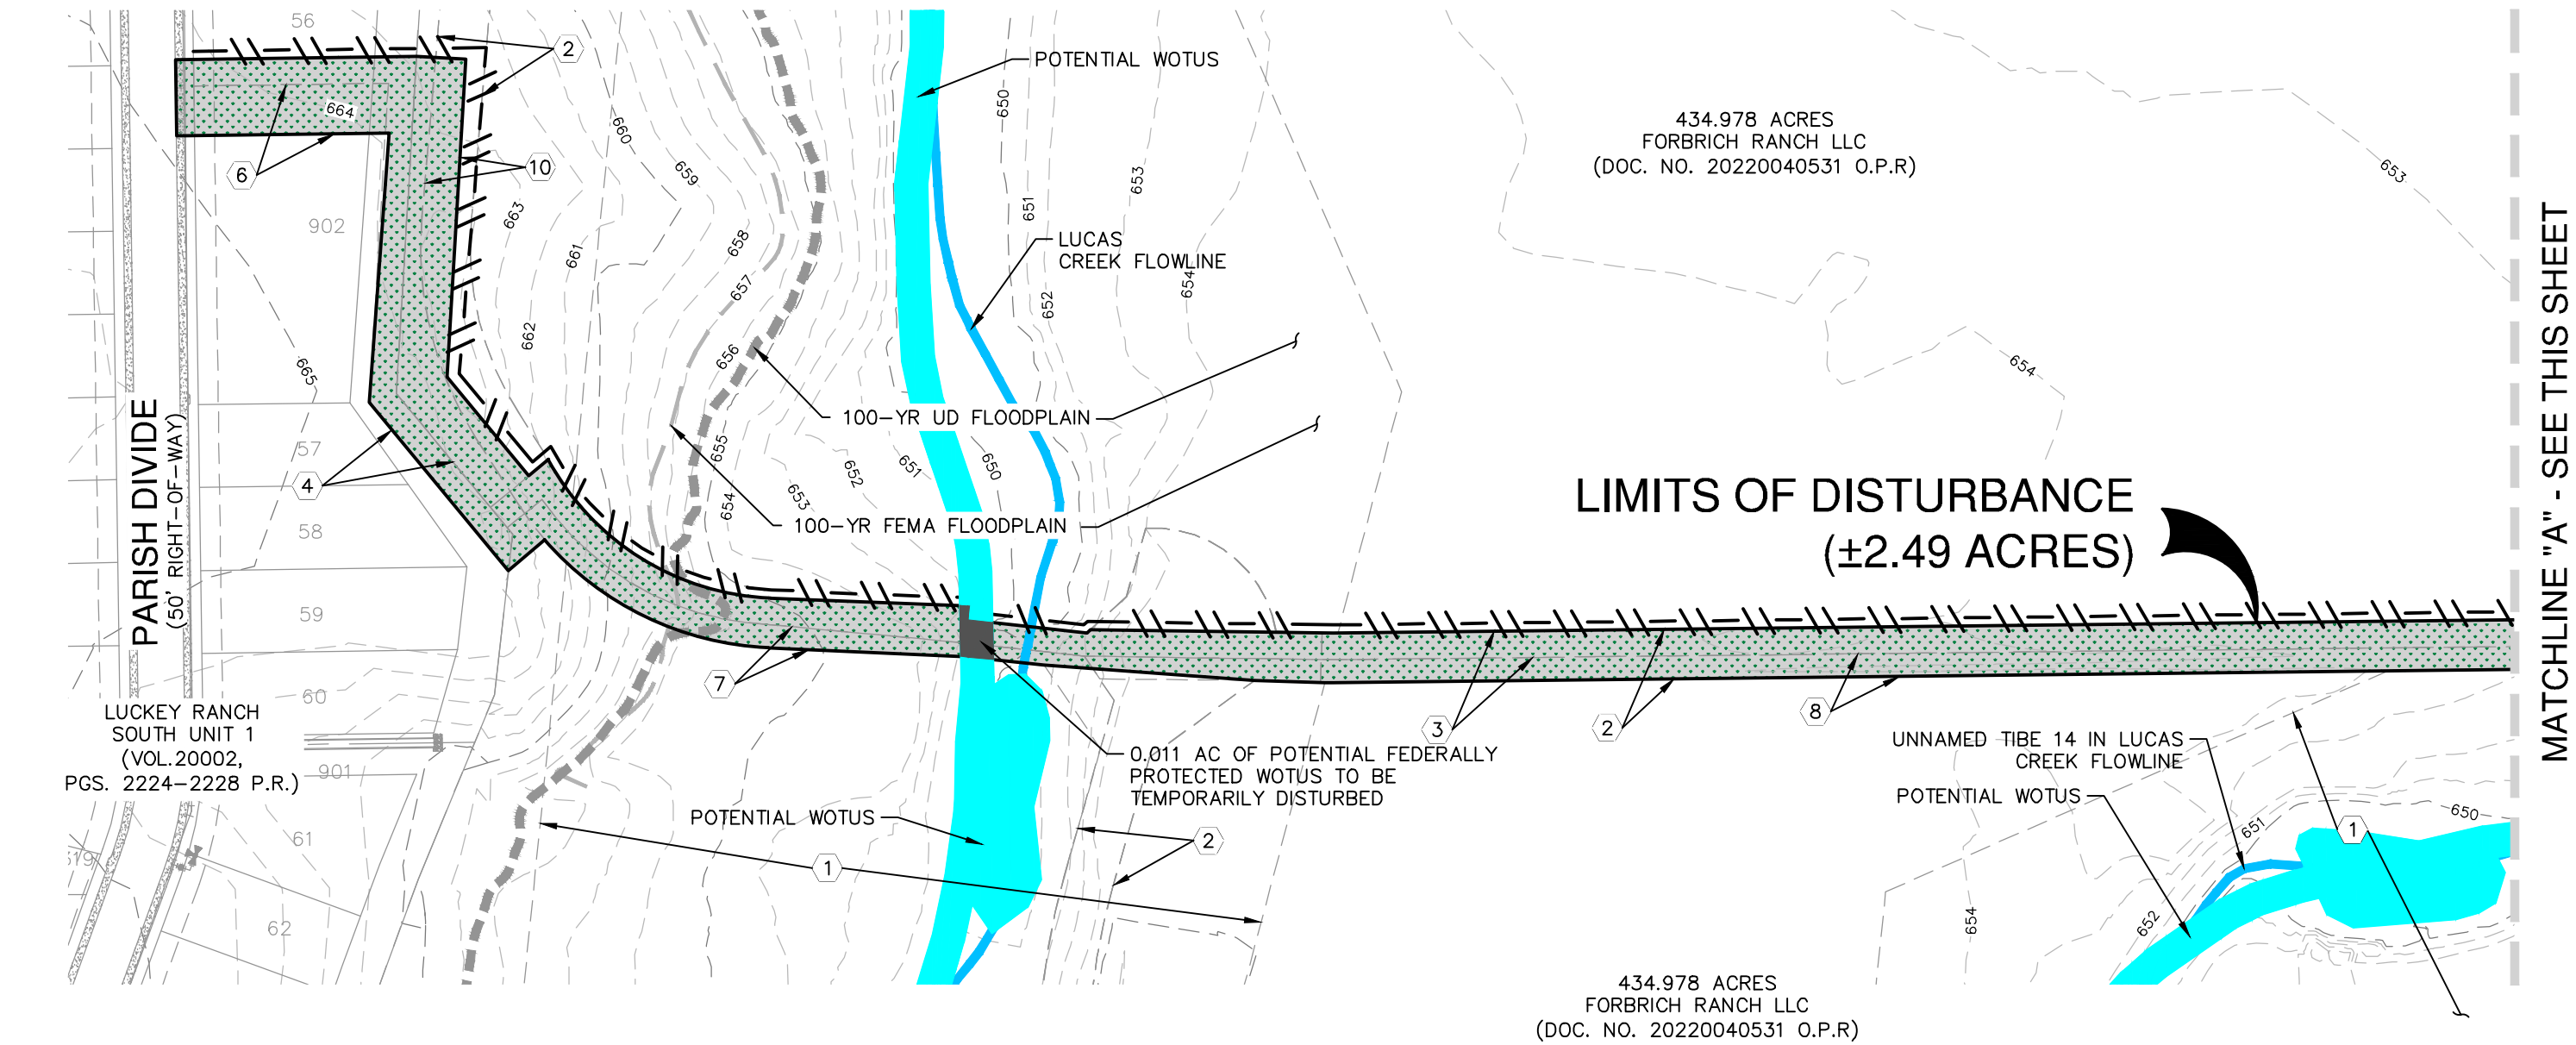 56
2
POTENTIAL WOTUS
650
664
660
434.978 ACRES
FORBRICH RANCH LLC
(DOC. NO. 20220040531 O.P.R)
6
10
659
653
653
651
663
902
658
661
LUCAS
CREEK FLOWLINE
657
654
652
662
656
665
654
100-YR UD FLOODPLAIN
PARISH DIVIDE
(50' RIGHT-OF-WAY)
57
655
652
651
650
4
653
654
100-YR FEMA FLOODPLAIN
58
LIMITS OF DISTURBANCE
(±2.49 ACRES)
MATCHLINE "A" - SEE THIS SHEET
59
7
60
3
2
8
LUCKEY RANCH
SOUTH UNIT 1
(VOL.20002,
PGS. 2224-2228 P.R.)
901
0.011 AC OF POTENTIAL FEDERALLY
PROTECTED WOTUS TO BE
TEMPORARILY DISTURBED
UNNAMED TIBE 14 IN LUCAS
CREEK FLOWLINE
POTENTIAL WOTUS
POTENTIAL WOTUS
650
651
1
61
2
519
1
62
654
652
434.978 ACRES
FORBRICH RANCH LLC
(DOC. NO. 20220040531 O.P.R)